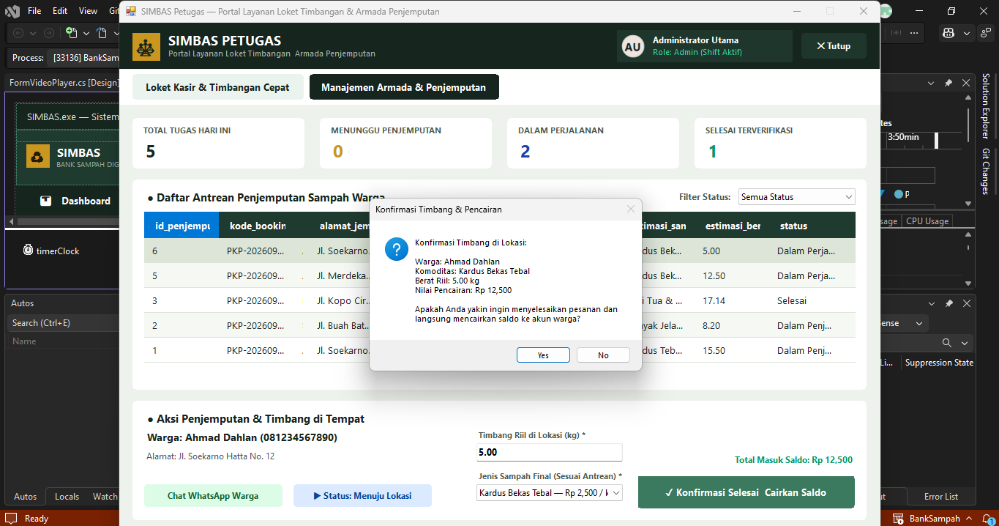 File Edit View Git
SIMBAS Petugas — Portal Layanan Loket Timbangan & Armada Penjemputan
SIMBAS PETUGAS
Portal Layanan Loket Timbangan Armada Penjemputan
AU
Administrator Utama
Role: Admin (Shift Aktif)
✕ Tutup
Process: [33136] BankSam
FormVideoPlayer.cs [Design]
Loket Kasir & Timbangan Cepat
Manajemen Armada & Penjemputan
SIMBAS.exe — Sistem
SIMBAS
BANK SAMPAH DIG
Dashboard
timerClock
TOTAL TUGAS HARI INI
5
MENUNGGU PENJEMPUTAN
0
DALAM PERJALANAN
2
SELESAI TERVERIFIKASI
1
● Daftar Antrean Penjemputan Sampah Warga
Filter Status: Semua Status
id_penjempu kode_bookin alamat_jem timasi_san estimasi_ber status
6 PKP-202609... Jl. Soekarno. dus Bek... 5.00 Dalam Perja...
5 PKP-202609... Jl. Merdeka. dus Bek... 12.50 Dalam Perja...
3 PKP-202609... Jl. Kopo Cir... i Tua & ... 17.14 Selesai
2 PKP-202609... Jl. Buah Bat... yak Jela... 8.20 Dalam Penj...
1 PKP-202609... Jl. Soekarno. dus Teb... 15.50 Dalam Penj...
Konfirmasi Timbang & Pencairan
Konfirmasi Timbang di Lokasi:
Warga: Ahmad Dahlan
Komoditas: Kardus Bekas Tebal
Berat Riil: 5.00 kg
Nilai Pencairan: Rp 12,500
Apakah Anda yakin ingin menyelesaikan pesanan dan
langsung mencairkan saldo ke akun warga?
Yes
No
● Aksi Penjemputan & Timbang di Tempat
Warga: Ahmad Dahlan (081234567890)
Alamat: Jl. Soekarno Hatta No. 12
Chat WhatsApp Warga
▶ Status: Menuju Lokasi
Timbang Riil di Lokasi (kg) *
5.00
Jenis Sampah Final (Sesuai Antrean) *
Kardus Bekas Tebal — Rp 2,500 / k
Total Masuk Saldo: Rp 12,500
✓ Konfirmasi Selesai Cairkan Saldo
Autos
Search (Ctrl+E)
Name
Autos Locals Watch
Ready
Solution Explorer
Git Changes
tes
3:50min
P
sage CPU Usage
ense
Li... Suppression State
ut Error List
BankSampah
1